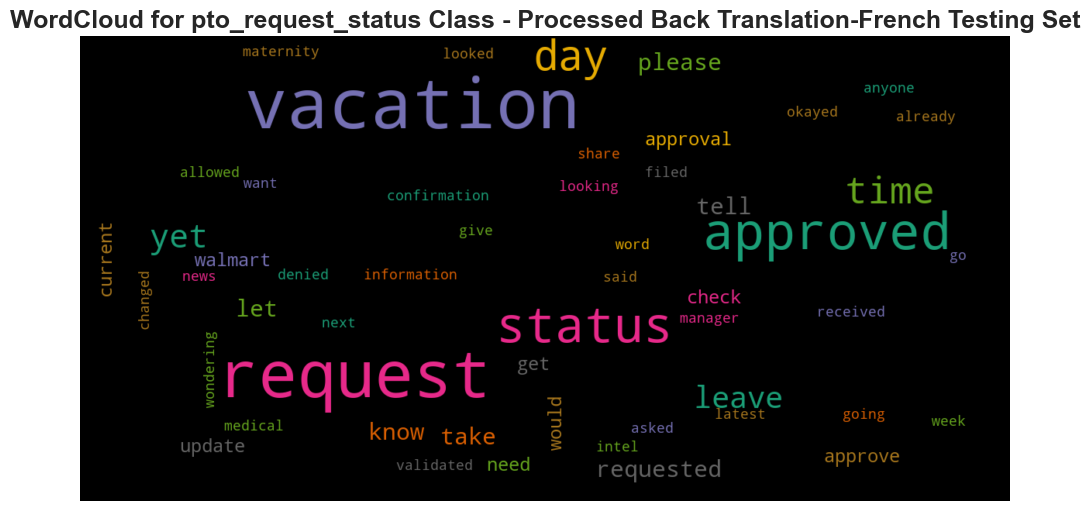 WordCloud for pto_request_status Class - Processed Back Translation-French Testing Set
maternity
looked
day
please
vacation
anyone
okayed
already
approval
share
filed
allowed
want
looking
confirmation
time
tell
approved
yet
give
word
current
walmart
go
news
denied
information
said
changed
check
let
next
status
manager
received
wondering
request
get
leave
latest
going
week
medical
know
take
would
asked
update
intel
approve
validated
need
requested